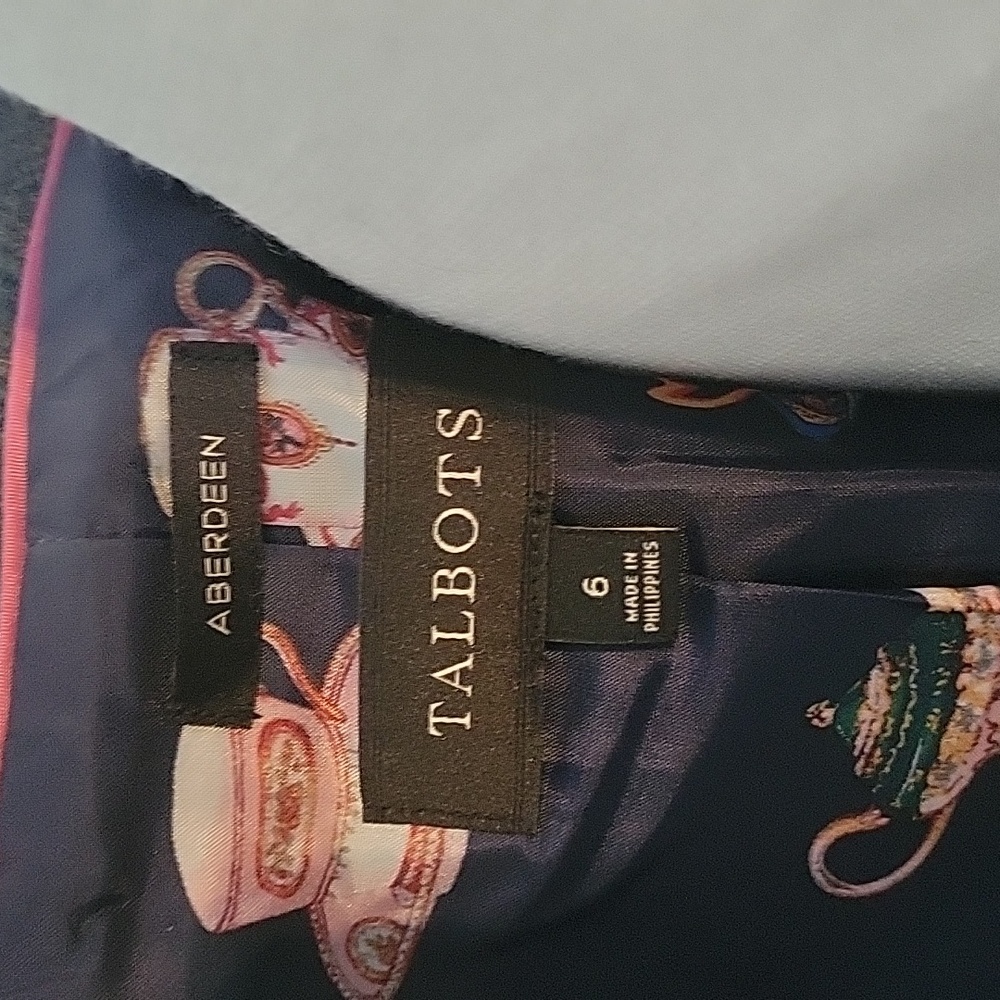 ABERDEEN
TALBOTS
6
MADE IN
PHILIPPINES